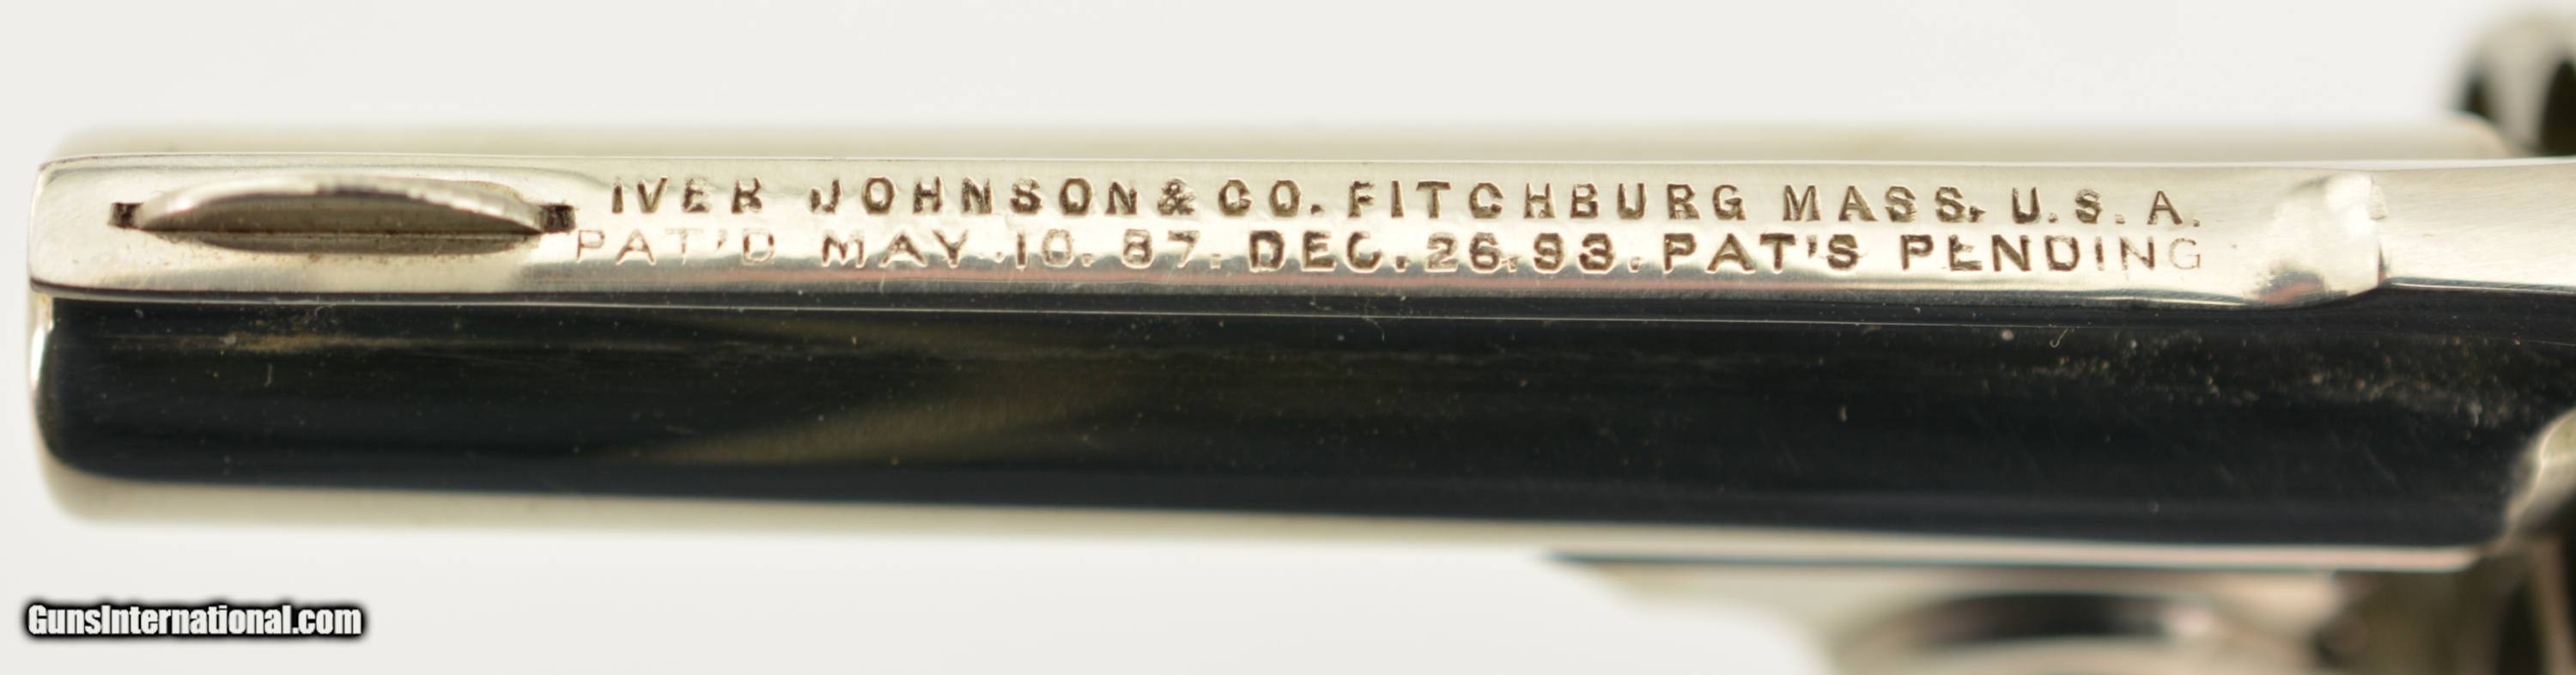 IVER JOHNSON & CO. FITCHBURG MASS. U.S.A.
PAT'D MAY.10.87. DEC.26.93. PAT'S PENDING
GunsInternational.com